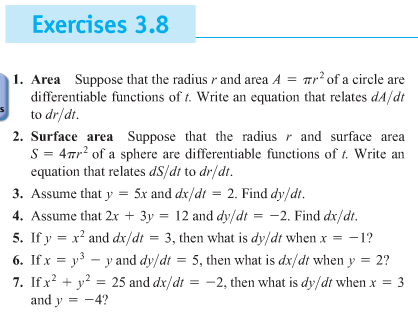 Exercises 3.8
s
1. Area Suppose that the radius r and area A = πr² of a circle are
differentiable functions of t. Write an equation that relates dA/dt
to dr/dt.
2. Surface area Suppose that the radius r and surface area
S = 4πr² of a sphere are differentiable functions of t. Write an
equation that relates dS/dt to dr/dt.
3. Assume that y = 5x and dx/dt = 2. Find dy/dt.
4. Assume that 2x + 3y = 12 and dy/dt = −2. Find dx/dt.
5. If y = x² and dx/dt = 3, then what is dy/dt when x = −1?
6. If x = y³ − y and dy/dt = 5, then what is dx/dt when y = 2?
7. If x² + y² = 25 and dx/dt = −2, then what is dy/dt when x = 3
and y = −4?